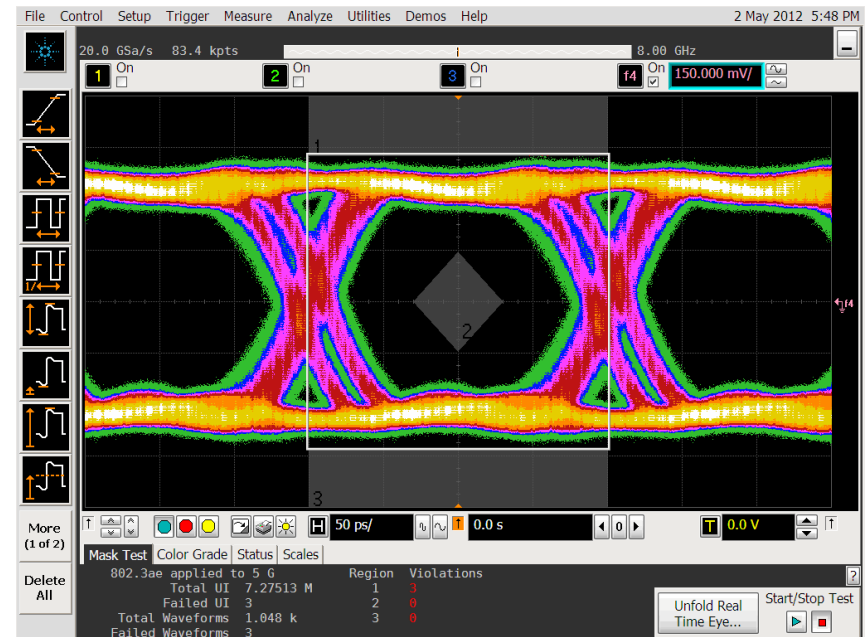 File Control Setup Trigger Measure Analyze Utilities Demos Help 2 May 2012 5:48 PM
20.0 GSa/s 83.4 kpts 8.00 GHz
1 On 2 On 3 On f4 On 150.000 mV/
1
2
f4
3
1/
More
(1 of 2)
Delete
All
H 50 ps/ 0.0 s 0 T 0.0 V
Mask Test Color Grade Status Scales
802.3ae applied to 5 G Region Violations
Total UI 7.27513 M 1 3
Failed UI 3 2 0
Total Waveforms 1.048 k 3 0
Failed Waveforms 3
?
Unfold Real
Time Eye...
Start/Stop Test